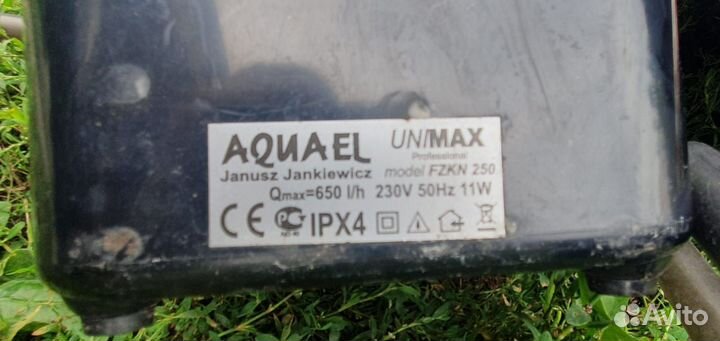 AQUAEL UNIMAX
Professional
Janusz Jankiewicz model FZKN 250
Qmax=650 l/h 230V 50Hz 11W
CE IPX4
Avito